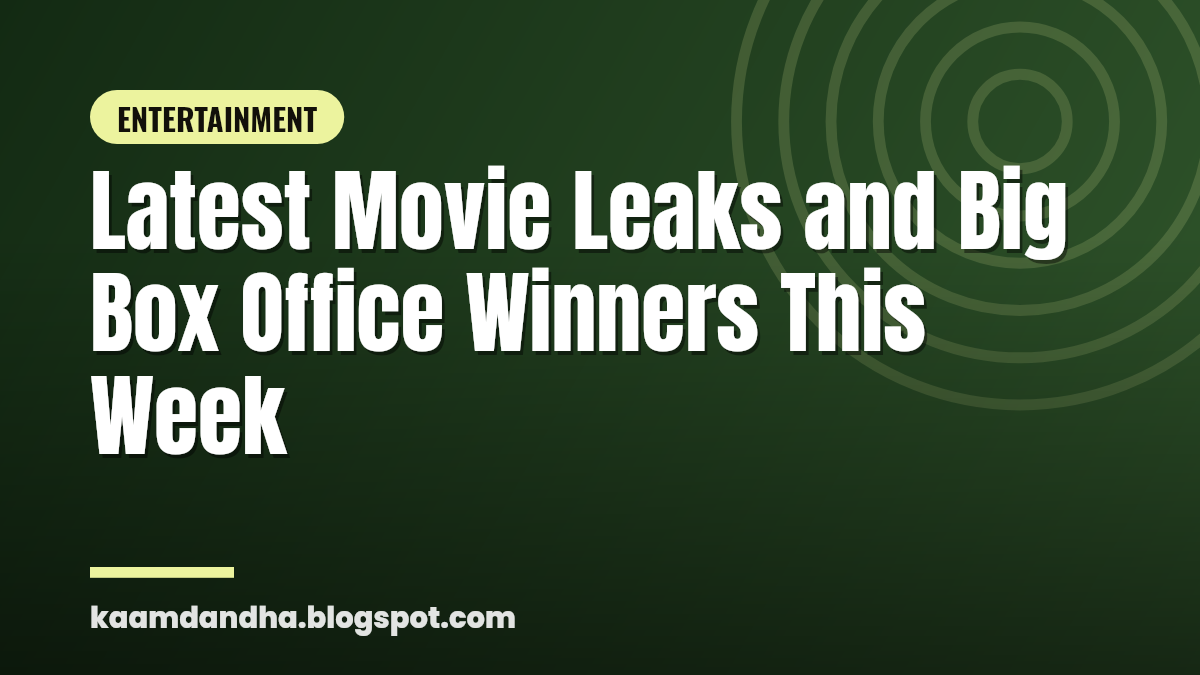 ENTERTAINMENT
Latest Movie Leaks and Big
Box Office Winners This
Week
kaamdandha.blogspot.com